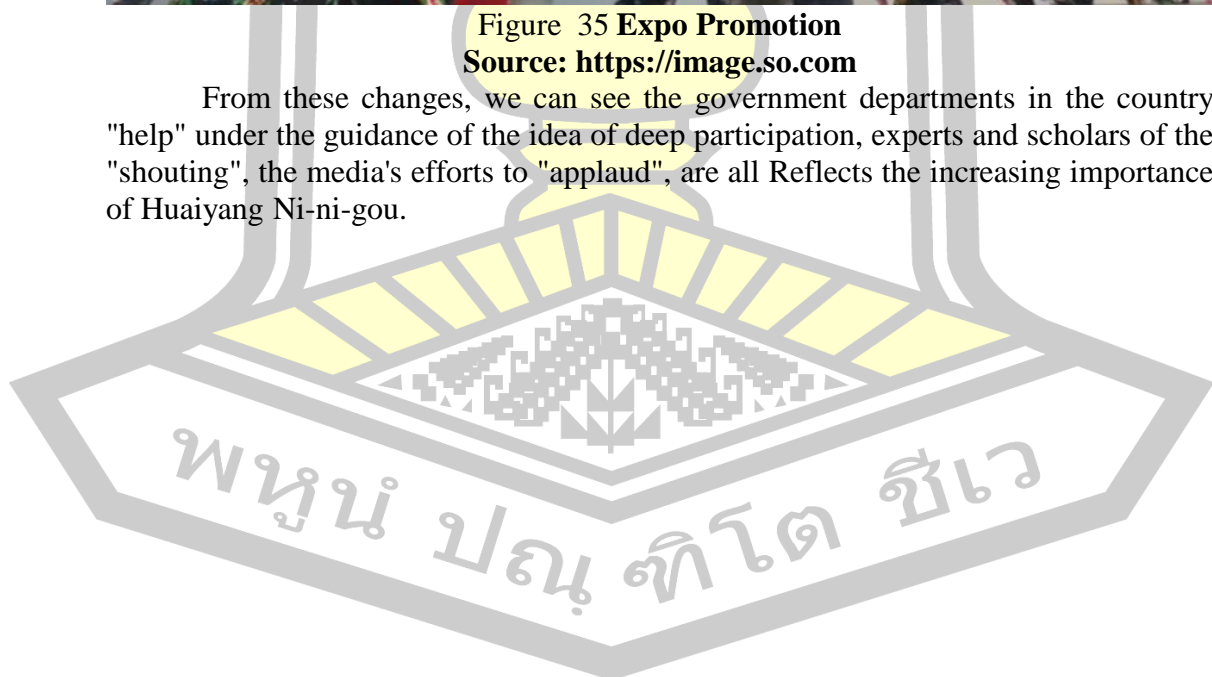 Figure 35 Expo Promotion
Source: https://image.so.com
From these changes, we can see the government departments in the country
"help" under the guidance of the idea of deep participation, experts and scholars of the
"shouting", the media's efforts to "applaud", are all Reflects the increasing importance
of Huaiyang Ni-ni-gou.
พหูนํ ปณฺฑิโต ชีเว